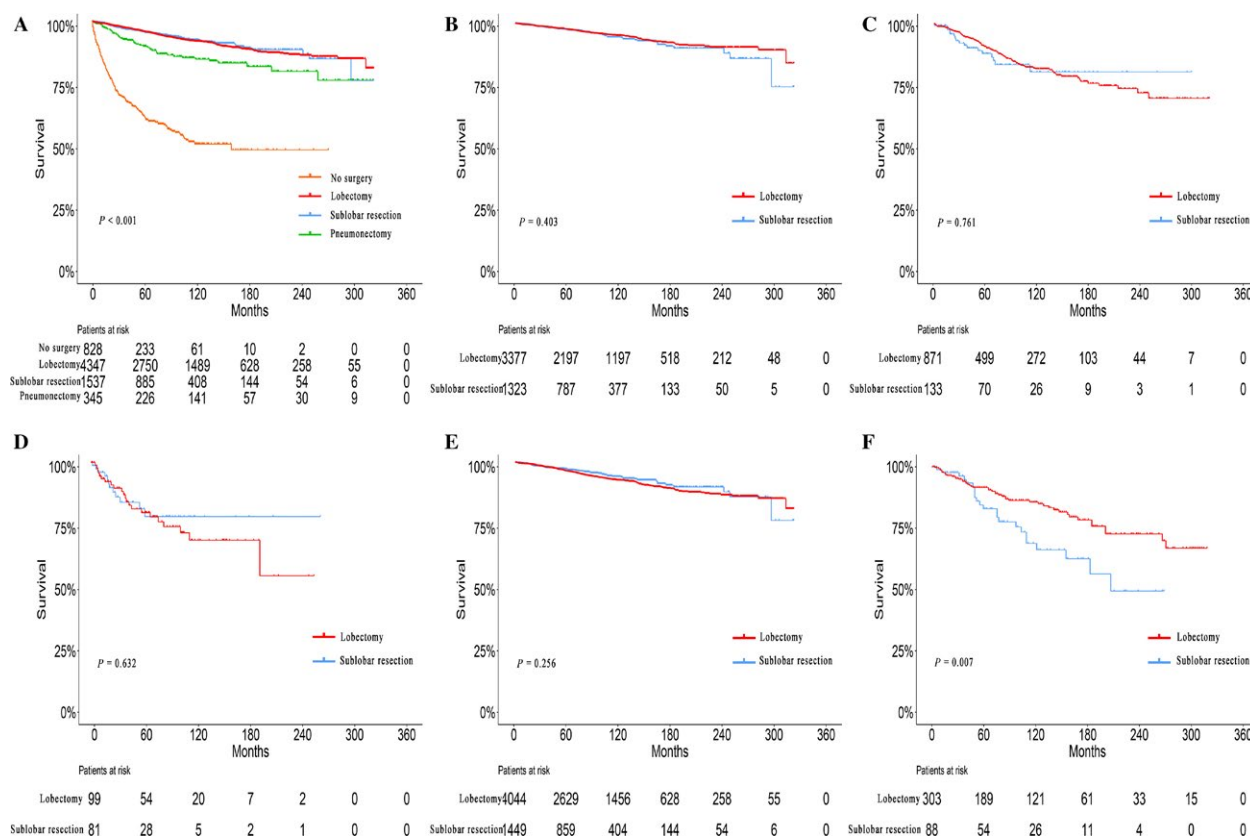 A
100%
75%
50%
25%
0%
Survival
No surgery
Lobectomy
Sublobar resection
Pneumonectomy
P < 0.001
0 60 120 180 240 300 360
Months
Patients at risk
No surgery 828 233 61 10 2 0 0
Lobectomy 4347 2750 1489 628 258 55 0
Sublobar resection 1537 885 408 144 54 6 0
Pneumonectomy 345 226 141 57 30 9 0
B
100%
75%
50%
25%
0%
Survival
Lobectomy
Sublobar resection
P = 0.403
0 60 120 180 240 300 360
Months
Patients at risk
Lobectomy 3377 2197 1197 518 212 48 0
Sublobar resection 1323 787 377 133 50 5 0
C
100%
75%
50%
25%
0%
Survival
Lobectomy
Sublobar resection
P = 0.761
0 60 120 180 240 300 360
Months
Patients at risk
Lobectomy 871 499 272 103 44 7 0
Sublobar resection 133 70 26 9 3 1 0
D
100%
75%
50%
25%
0%
Survival
Lobectomy
Sublobar resection
P = 0.632
0 60 120 180 240 300 360
Months
Patients at risk
Lobectomy 99 54 20 7 2 0 0
Sublobar resection 81 28 5 2 1 0 0
E
100%
75%
50%
25%
0%
Survival
Lobectomy
Sublobar resection
P = 0.256
0 60 120 180 240 300 360
Months
Patients at risk
Lobectomy 4044 2629 1456 628 258 55 0
Sublobar resection 1449 859 404 144 54 6 0
F
100%
75%
50%
25%
0%
Survival
Lobectomy
Sublobar resection
P = 0.007
0 60 120 180 240 300 360
Months
Patients at risk
Lobectomy 303 189 121 61 33 15 0
Sublobar resection 88 54 26 11 4 0 0